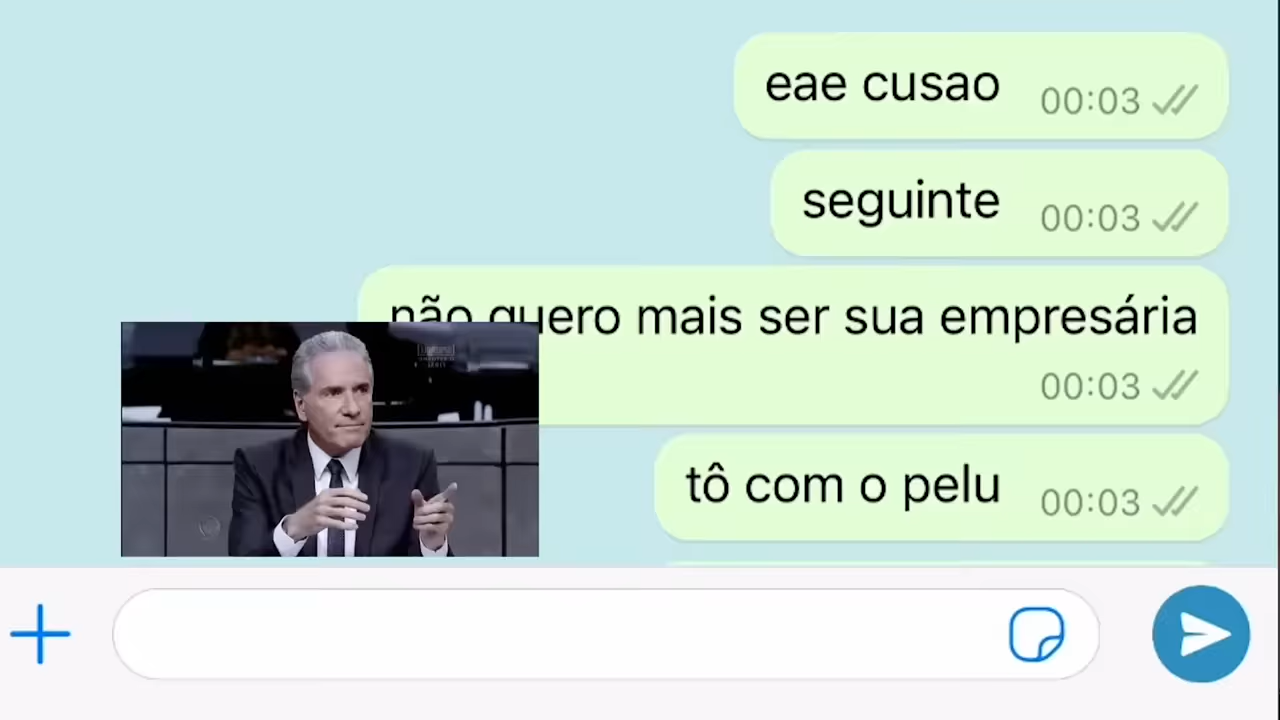 eae cusao 00:03
seguinte 00:03
não quero mais ser sua empresária
00:03
tô com o pelu 00:03